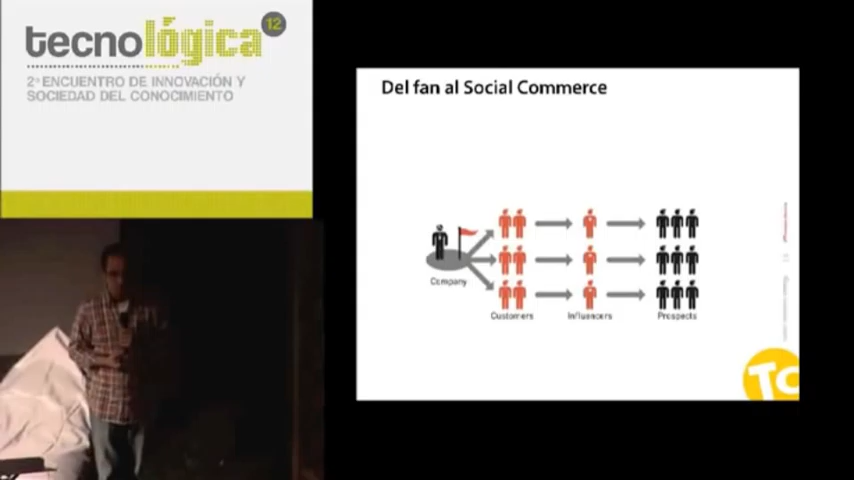 tecnológica
12
2º ENCUENTRO DE INNOVACIÓN Y
SOCIEDAD DEL CONOCIMIENTO
Del fan al Social Commerce
Company
Customers
Influencers
Prospects
TC